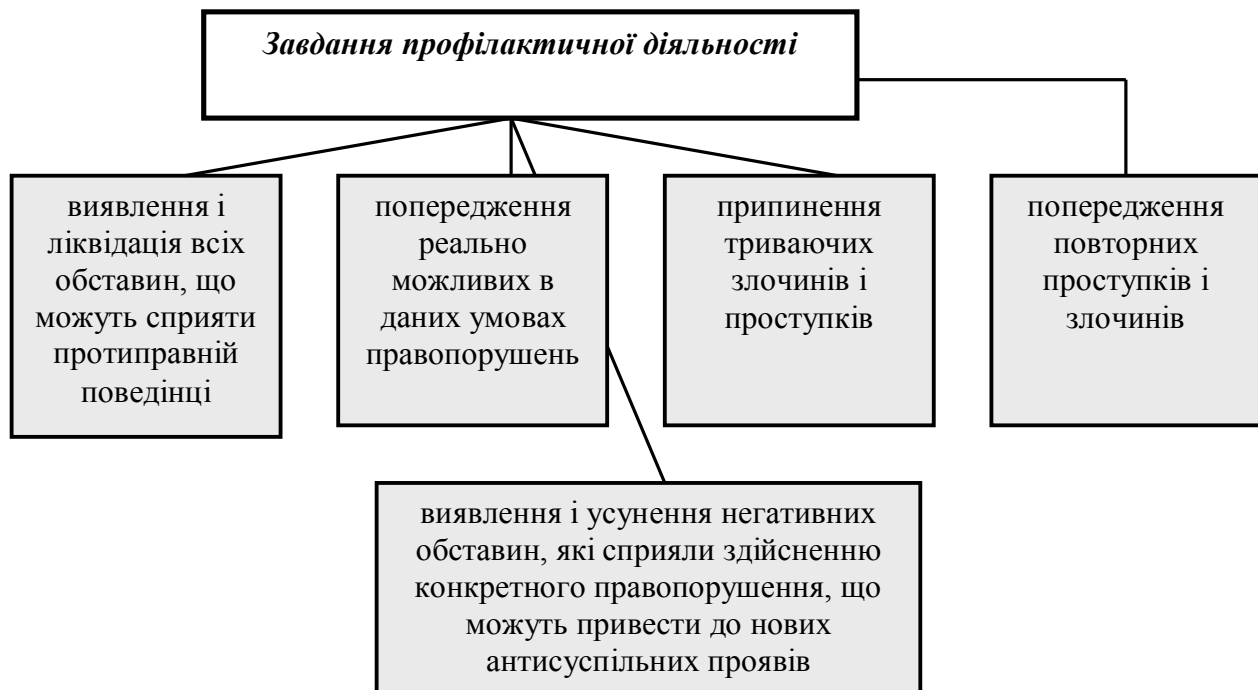 Завдання профілактичної діяльності
виявлення і
ліквідація всіх
обставин, що
можуть сприяти
протиправній
поведінці
попередження
реально
можливих в
даних умовах
правопорушень
припинення
триваючих
злочинів і
проступків
попередження
повторних
проступків і
злочинів
виявлення і усунення негативних
обставин, які сприяли здійсненню
конкретного правопорушення, що
можуть привести до нових
антисуспільних проявів